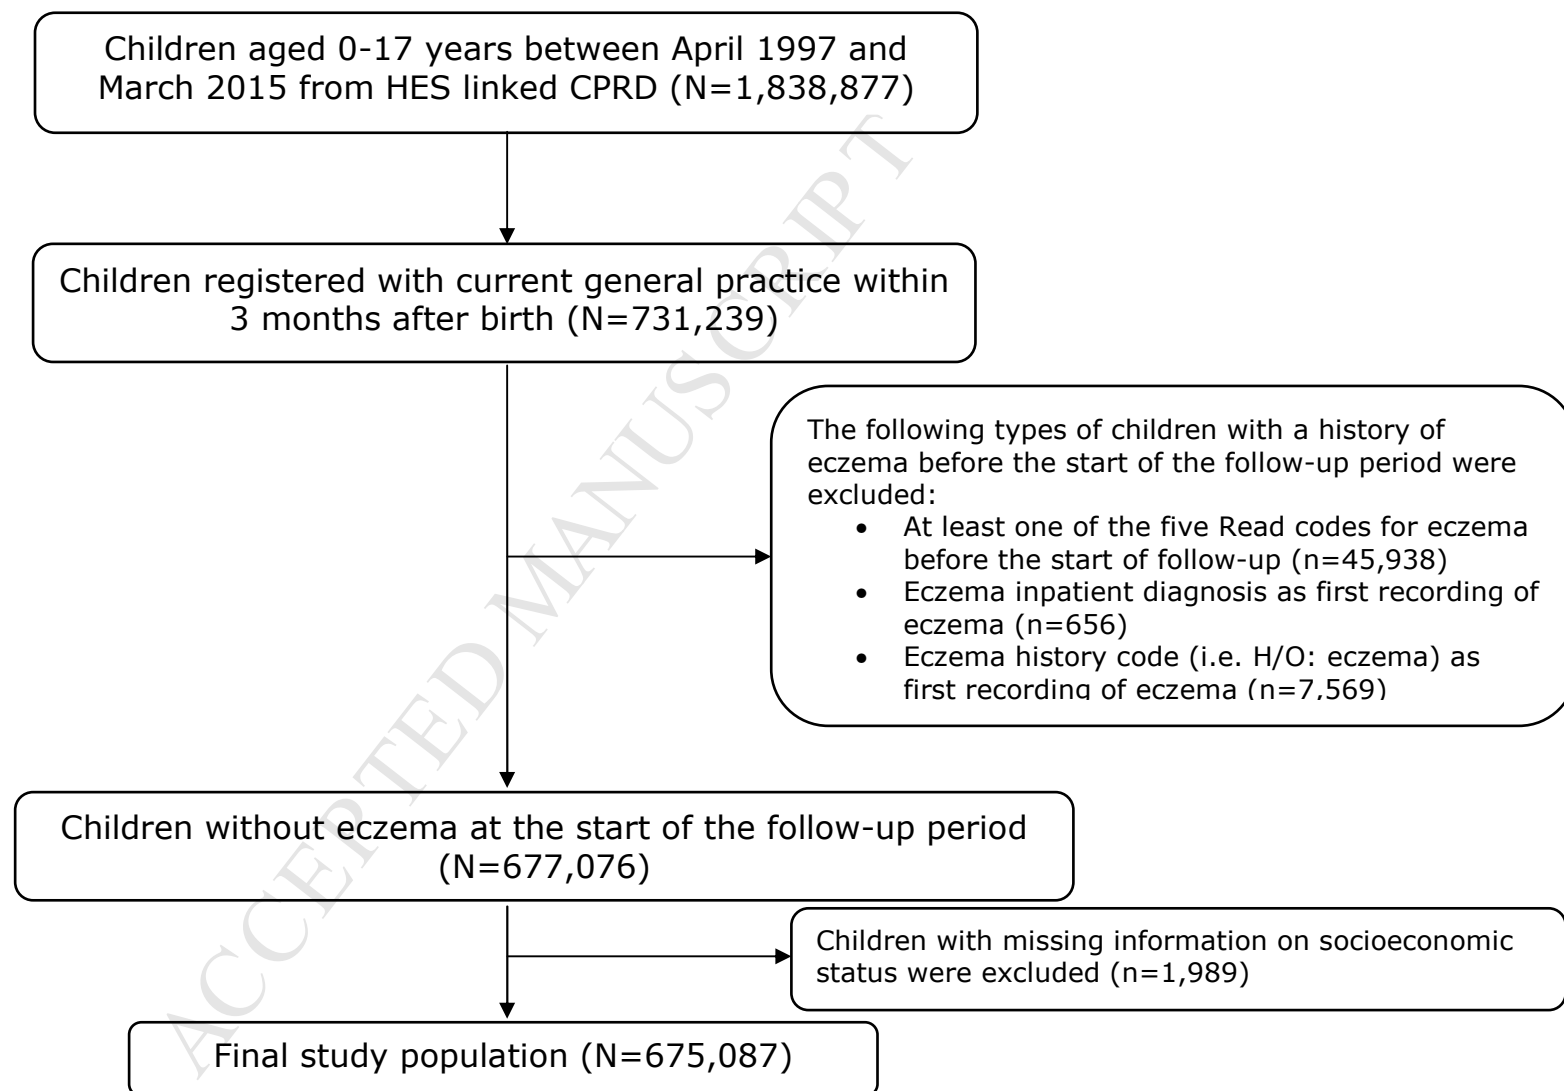 Children aged 0-17 years between April 1997 and
March 2015 from HES linked CPRD (N=1,838,877)
Children registered with current general practice within
3 months after birth (N=731,239)
The following types of children with a history of
eczema before the start of the follow-up period were
excluded:
• At least one of the five Read codes for eczema
before the start of follow-up (n=45,938)
• Eczema inpatient diagnosis as first recording of
eczema (n=656)
• Eczema history code (i.e. H/O: eczema) as
first recording of eczema (n=7,569)
Children without eczema at the start of the follow-up period
(N=677,076)
Children with missing information on socioeconomic
status were excluded (n=1,989)
Final study population (N=675,087)
ACCEPTED MANUSCRIPT